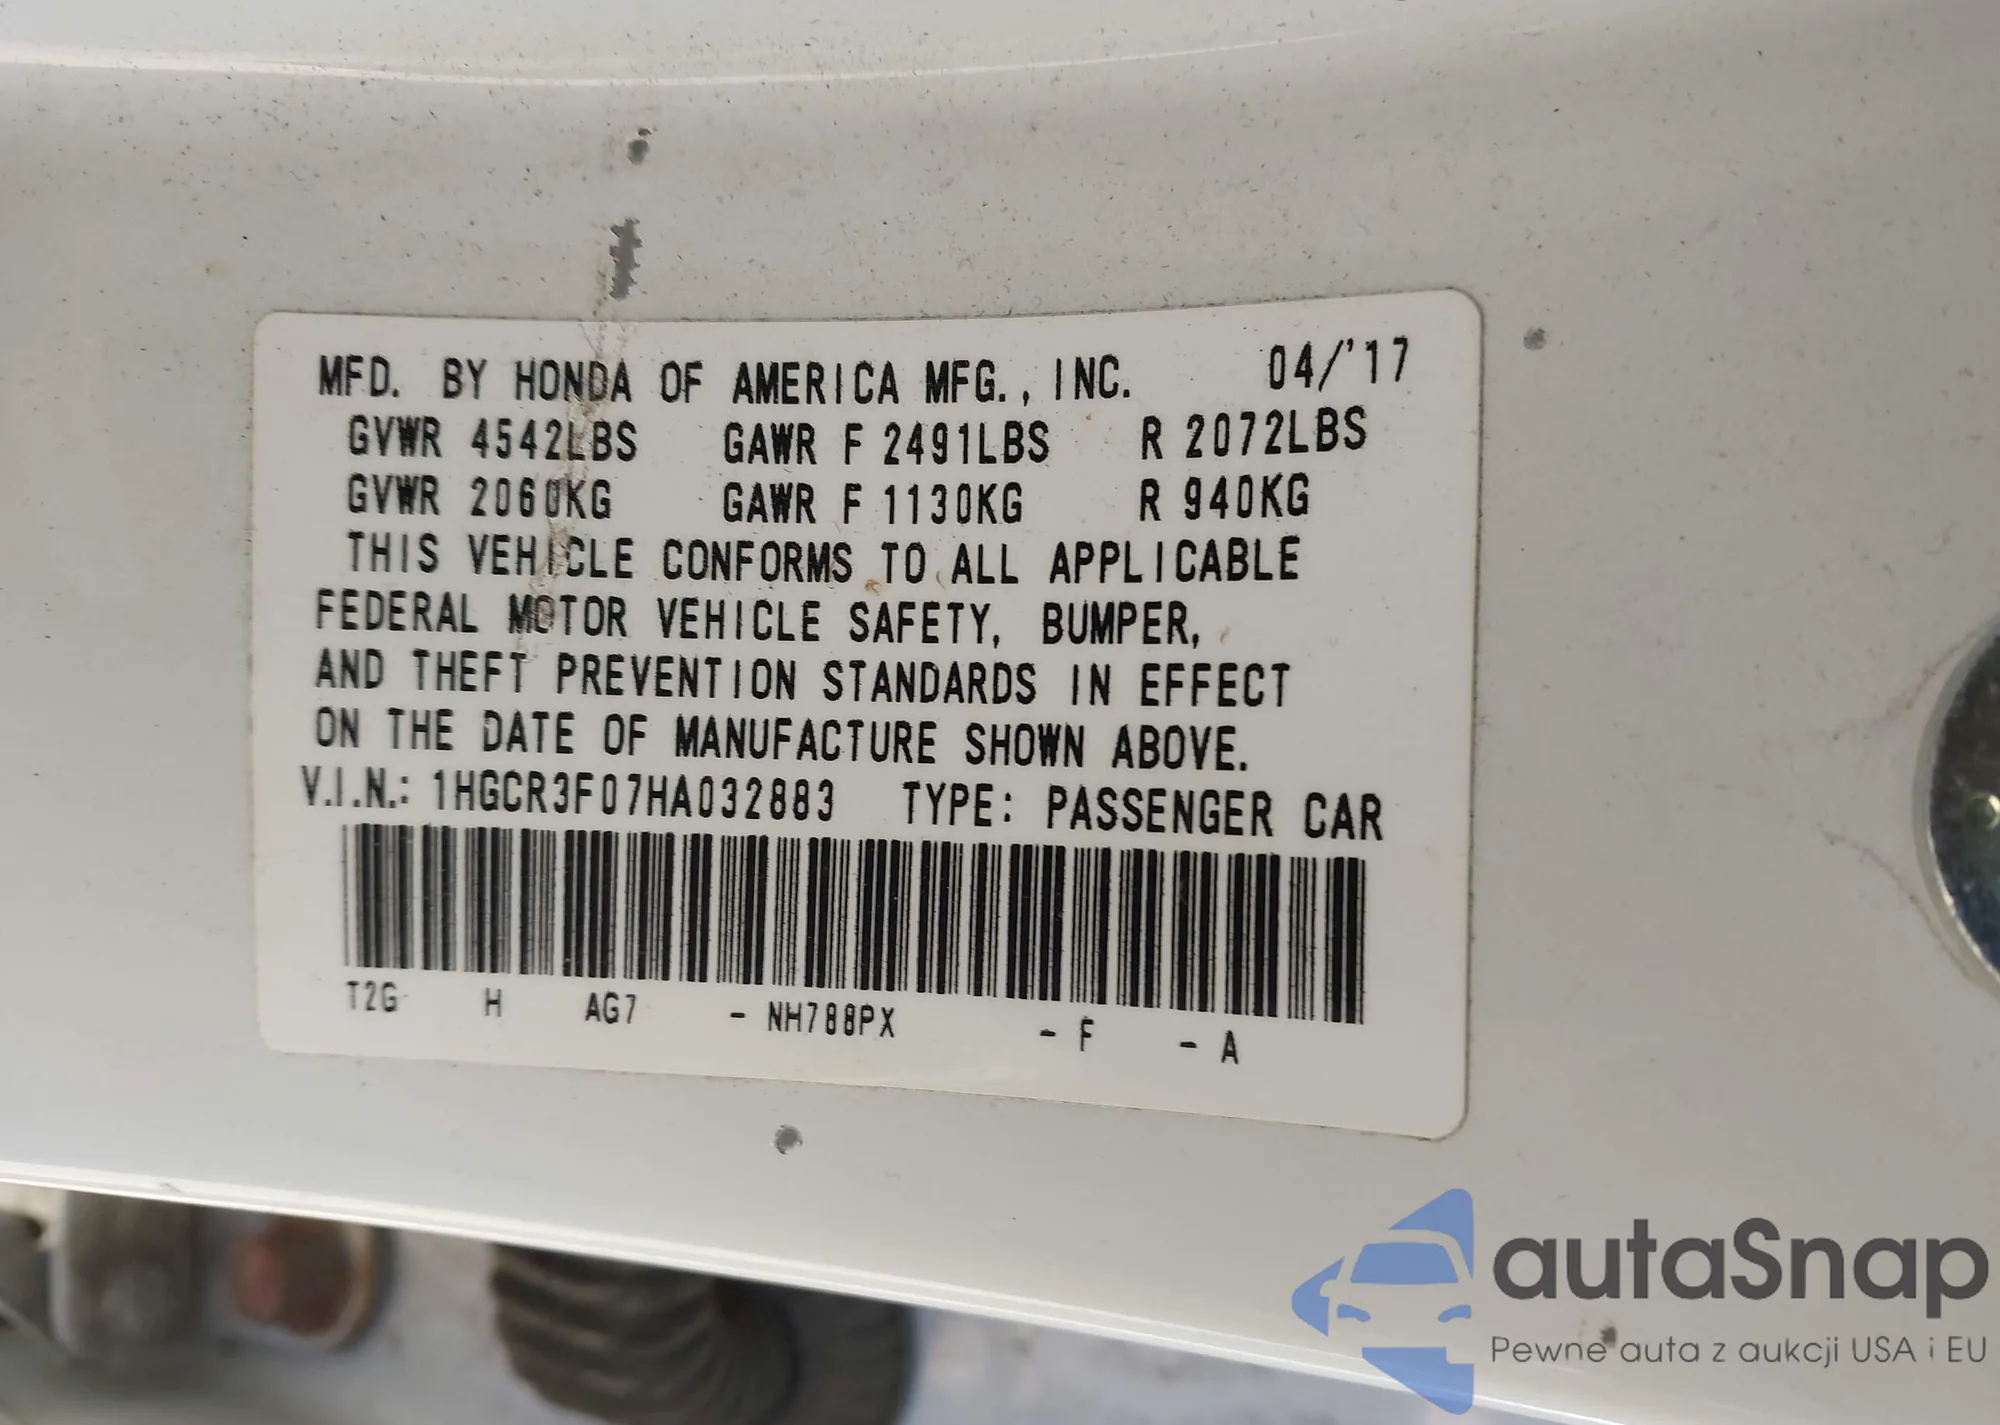 MFD. BY HONDA OF AMERICA MFG., INC. 04/'17
GVWR 4542LBS GAWR F 2491LBS R 2072LBS
GVWR 2060KG GAWR F 1130KG R 940KG
THIS VEHICLE CONFORMS TO ALL APPLICABLE
FEDERAL MOTOR VEHICLE SAFETY, BUMPER,
AND THEFT PREVENTION STANDARDS IN EFFECT
ON THE DATE OF MANUFACTURE SHOWN ABOVE.
V.I.N.: 1HGCR3F07HA032883 TYPE: PASSENGER CAR
T2G H AG7 - NH788PX - F - A
autaSnap
Pewne auta z aukcji USA i EU